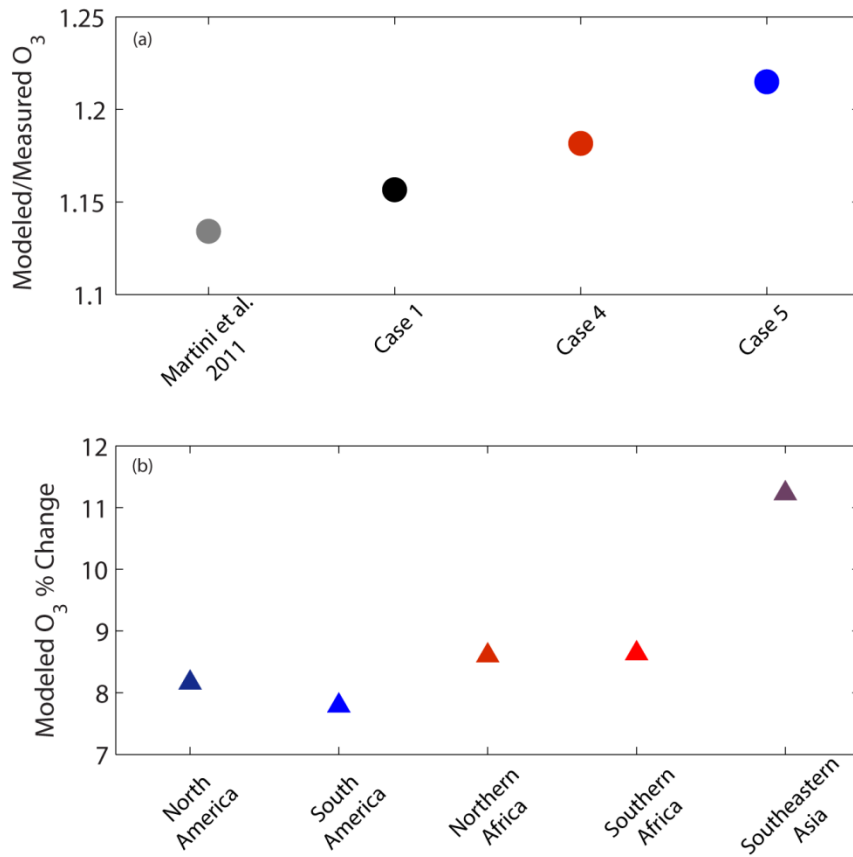 (a)
Modeled/Measured O3
1.25
1.2
1.15
1.1
Martini et al.
2011
Case 1
Case 4
Case 5
(b)
Modeled O3 % Change
12
11
10
9
8
7
North
America
South
America
Northern
Africa
Southern
Africa
Southeastern
Asia